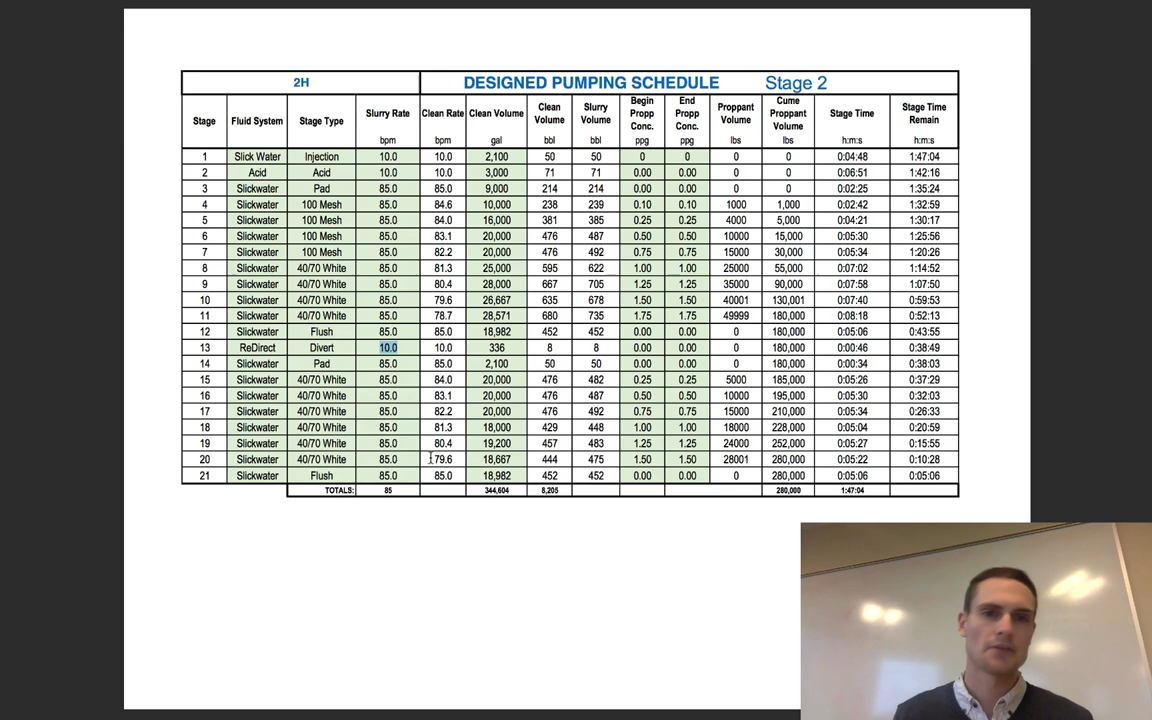 2H DESIGNED PUMPING SCHEDULE Stage 2
Stage Fluid System Stage Type Slurry Rate bpm Clean Rate bpm Clean Volume gal Clean Volume bbl Slurry Volume bbl Begin Propp Conc. ppg End Propp Conc. ppg Proppant Volume lbs Cume Proppant Volume lbs Stage Time h:m:s Stage Time Remain h:m:s
1 Slick Water Injection 10.0 10.0 2,100 50 50 0 0 0 0 0:04:48 1:47:04
2 Acid Acid 10.0 10.0 3,000 71 71 0.00 0.00 0 0 0:06:51 1:42:16
3 Slickwater Pad 85.0 85.0 9,000 214 214 0.00 0.00 0 0 0:02:25 1:35:24
4 Slickwater 100 Mesh 85.0 84.6 10,000 238 239 0.10 0.10 1000 1,000 0:02:42 1:32:59
5 Slickwater 100 Mesh 85.0 84.0 16,000 381 385 0.25 0.25 4000 5,000 0:04:21 1:30:17
6 Slickwater 100 Mesh 85.0 83.1 20,000 476 487 0.50 0.50 10000 15,000 0:05:30 1:25:56
7 Slickwater 100 Mesh 85.0 82.2 20,000 476 492 0.75 0.75 15000 30,000 0:05:34 1:20:26
8 Slickwater 40/70 White 85.0 81.3 25,000 595 622 1.00 1.00 25000 55,000 0:07:02 1:14:52
9 Slickwater 40/70 White 85.0 80.4 28,000 667 705 1.25 1.25 35000 90,000 0:07:58 1:07:50
10 Slickwater 40/70 White 85.0 79.6 26,667 635 678 1.50 1.50 40001 130,001 0:07:40 0:59:53
11 Slickwater 40/70 White 85.0 78.7 28,571 680 735 1.75 1.75 49999 180,000 0:08:18 0:52:13
12 Slickwater Flush 85.0 85.0 18,982 452 452 0.00 0.00 0 180,000 0:05:06 0:43:55
13 ReDirect Divert 10.0 10.0 336 8 8 0.00 0.00 0 180,000 0:00:46 0:38:49
14 Slickwater Pad 85.0 85.0 2,100 50 50 0.00 0.00 0 180,000 0:00:34 0:38:03
15 Slickwater 40/70 White 85.0 84.0 20,000 476 482 0.25 0.25 5000 185,000 0:05:26 0:37:29
16 Slickwater 40/70 White 85.0 83.1 20,000 476 487 0.50 0.50 10000 195,000 0:05:30 0:32:03
17 Slickwater 40/70 White 85.0 82.2 20,000 476 492 0.75 0.75 15000 210,000 0:05:34 0:26:33
18 Slickwater 40/70 White 85.0 81.3 18,000 429 448 1.00 1.00 18000 228,000 0:05:04 0:20:59
19 Slickwater 40/70 White 85.0 80.4 19,200 457 483 1.25 1.25 24000 252,000 0:05:27 0:15:55
20 Slickwater 40/70 White 85.0 79.6 18,667 444 475 1.50 1.50 28001 280,000 0:05:22 0:10:28
21 Slickwater Flush 85.0 85.0 18,982 452 452 0.00 0.00 0 280,000 0:05:06 0:05:06
TOTALS: 85 344,604 8,205 280,000 1:47:04